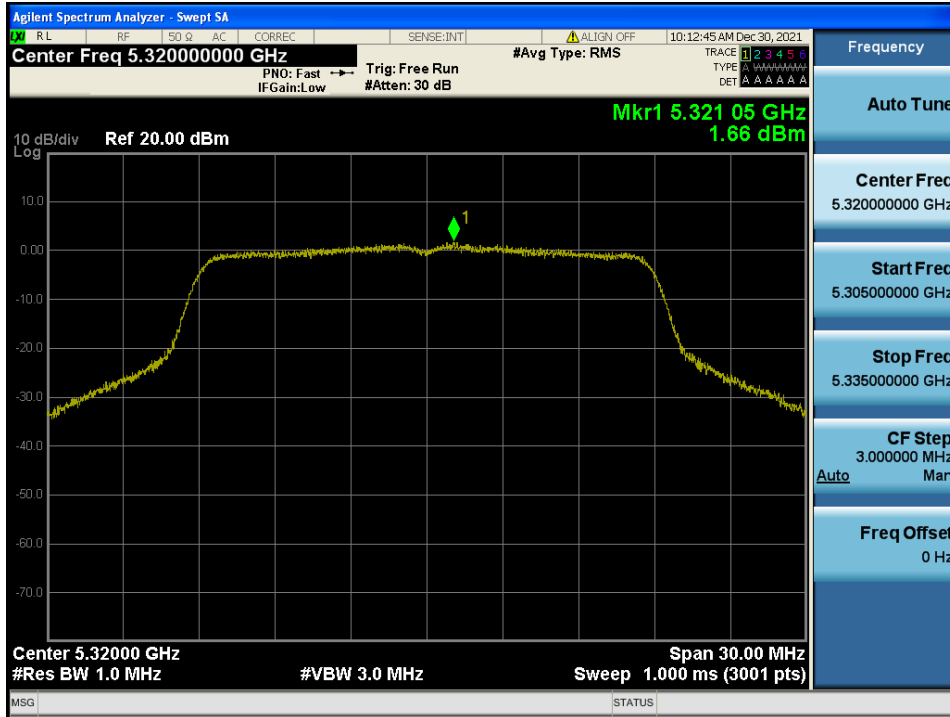 Agilent Spectrum Analyzer - Swept SA
LXI RL RF 50 Ω AC CORREC SENSE:INT ALIGN OFF 10:12:45 AM Dec 30, 2021
Center Freq 5.320000000 GHz
PNO: Fast
IFGain:Low
Trig: Free Run
#Atten: 30 dB
#Avg Type: RMS
TRACE 1 2 3 4 5 6
TYPE A WWWWW
DET A A A A A A
Mkr1 5.321 05 GHz
1.66 dBm
10 dB/div Ref 20.00 dBm
Log
10.0
0.00
-10.0
-20.0
-30.0
-40.0
-50.0
-60.0
-70.0
1
Center 5.32000 GHz Span 30.00 MHz
#Res BW 1.0 MHz #VBW 3.0 MHz Sweep 1.000 ms (3001 pts)
MSG STATUS
Frequency
Auto Tune
Center Freq
5.320000000 GHz
Start Freq
5.305000000 GHz
Stop Freq
5.335000000 GHz
CF Step
3.000000 MHz
Auto Man
Freq Offset
0 Hz